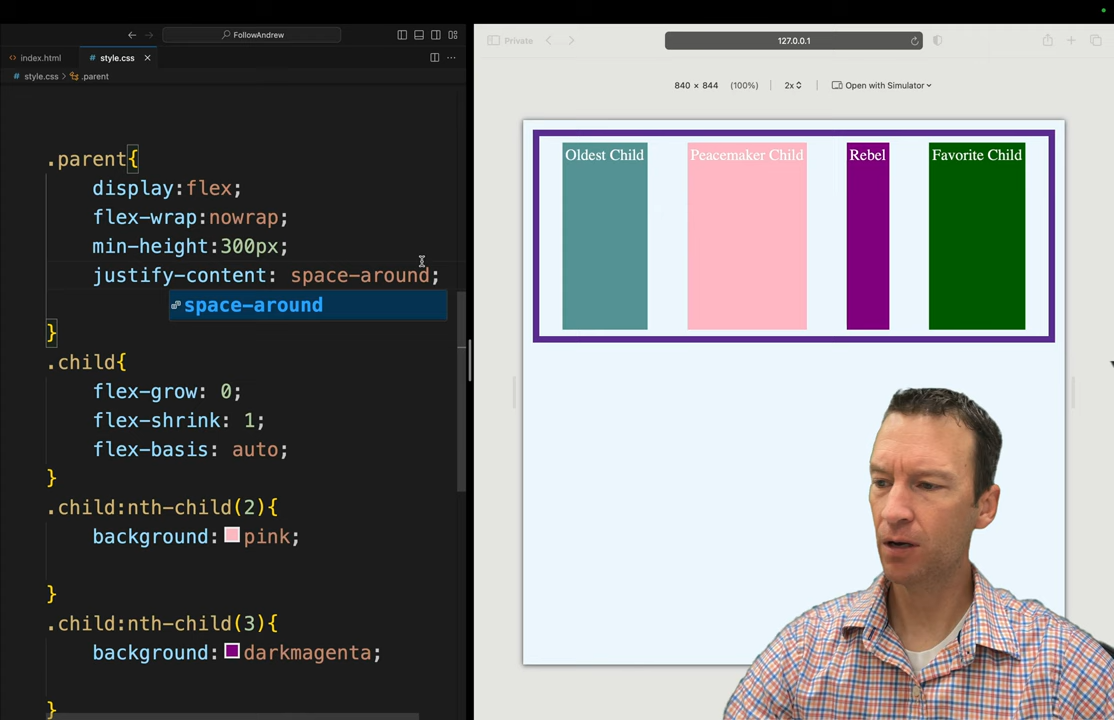 FollowAndrew
index.html
# style.css
# style.css > .parent
.parent{
display:flex;
flex-wrap:nowrap;
min-height:300px;
justify-content: space-around;
space-around
}
.child{
flex-grow: 0;
flex-shrink: 1;
flex-basis: auto;
}
.child:nth-child(2){
background: pink;
}
.child:nth-child(3){
background: darkmagenta;
}
Private
127.0.0.1
840 × 844 (100%) 2x Open with Simulator
Oldest Child
Peacemaker Child
Rebel
Favorite Child